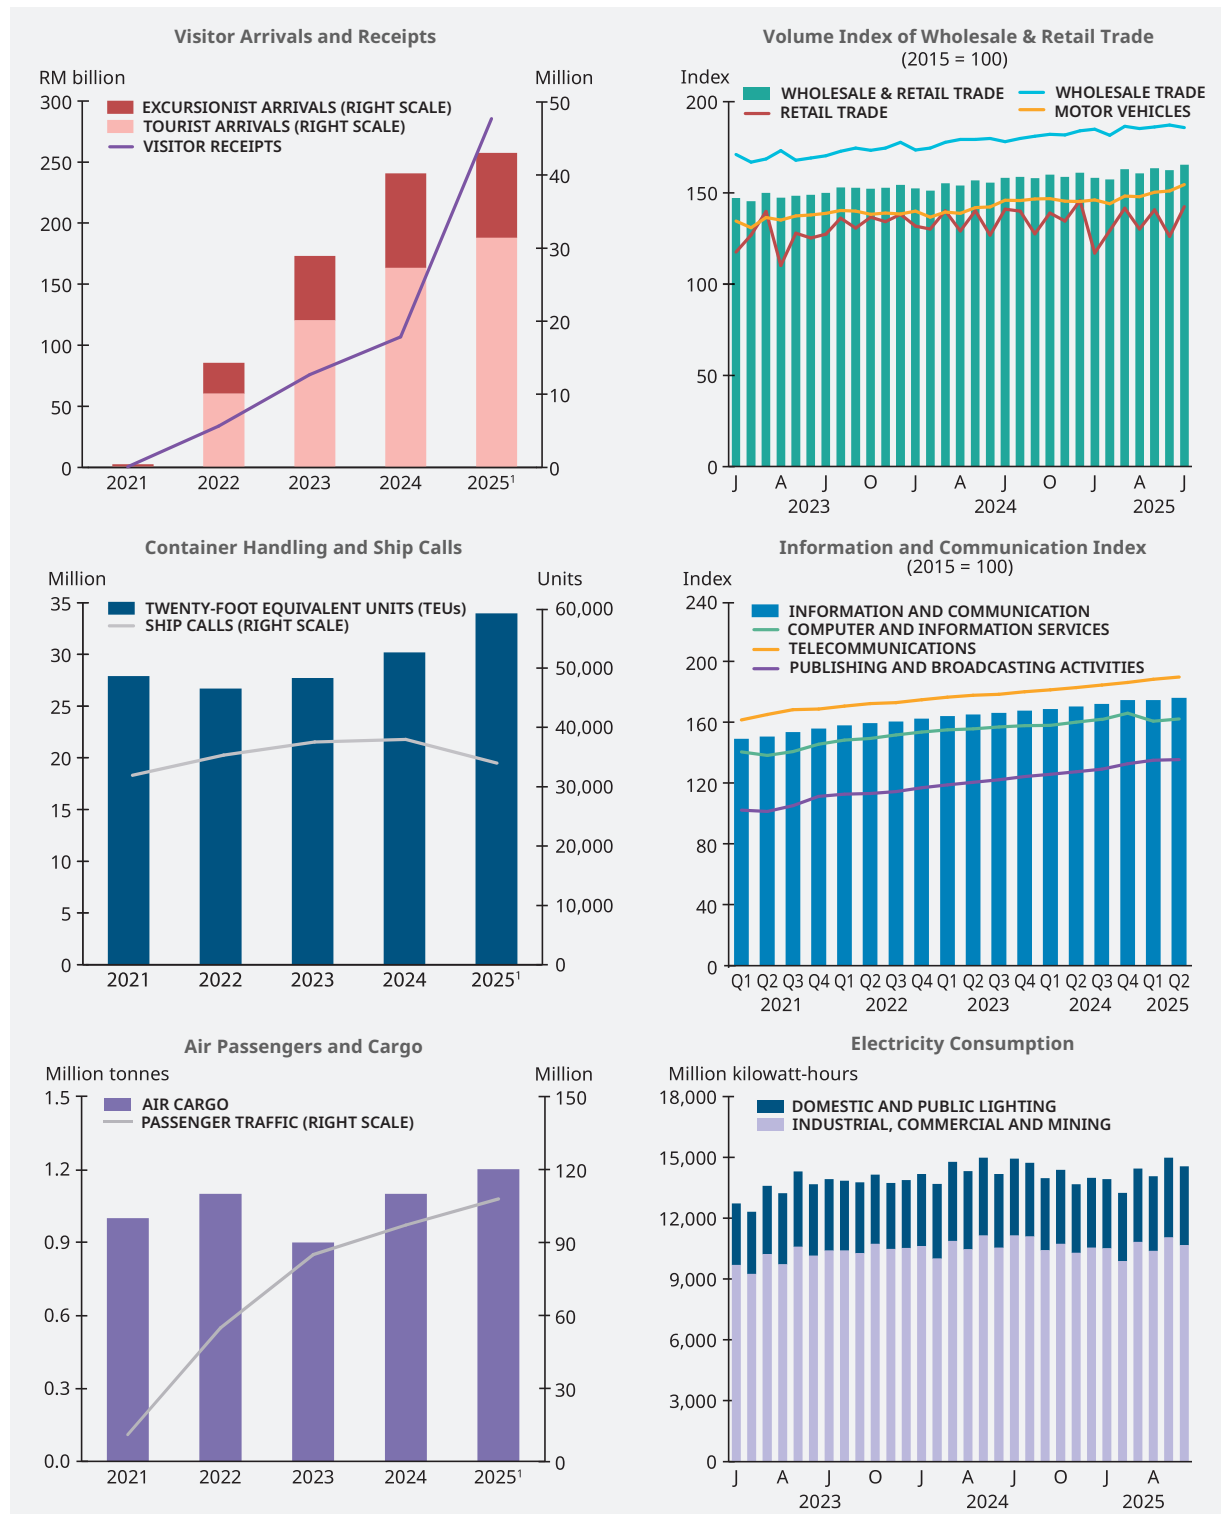 Visitor Arrivals and Receipts
RM billion
Million
EXCURSIONIST ARRIVALS (RIGHT SCALE)
TOURIST ARRIVALS (RIGHT SCALE)
VISITOR RECEIPTS
300
250
200
150
100
50
0
50
40
30
20
10
0
2021 2022 2023 2024 2025¹
Volume Index of Wholesale & Retail Trade
(2015 = 100)
Index
WHOLESALE & RETAIL TRADE
WHOLESALE TRADE
RETAIL TRADE
MOTOR VEHICLES
200
150
100
50
0
J A J O J A J O J A J
2023 2024 2025
Container Handling and Ship Calls
Million
Units
TWENTY-FOOT EQUIVALENT UNITS (TEUs)
SHIP CALLS (RIGHT SCALE)
35
30
25
20
15
10
5
0
60,000
50,000
40,000
30,000
20,000
10,000
0
2021 2022 2023 2024 2025¹
Information and Communication Index
(2015 = 100)
Index
INFORMATION AND COMMUNICATION
COMPUTER AND INFORMATION SERVICES
TELECOMMUNICATIONS
PUBLISHING AND BROADCASTING ACTIVITIES
240
200
160
120
80
40
0
Q1 Q2 Q3 Q4 Q1 Q2 Q3 Q4 Q1 Q2 Q3 Q4 Q1 Q2 Q3 Q4 Q1 Q2
2021 2022 2023 2024 2025
Air Passengers and Cargo
Million tonnes
Million
AIR CARGO
PASSENGER TRAFFIC (RIGHT SCALE)
1.5
1.2
0.9
0.6
0.3
0.0
150
120
90
60
30
0
2021 2022 2023 2024 2025¹
Electricity Consumption
Million kilowatt-hours
DOMESTIC AND PUBLIC LIGHTING
INDUSTRIAL, COMMERCIAL AND MINING
18,000
15,000
12,000
9,000
6,000
3,000
0
J A J O J A J O J A
2023 2024 2025